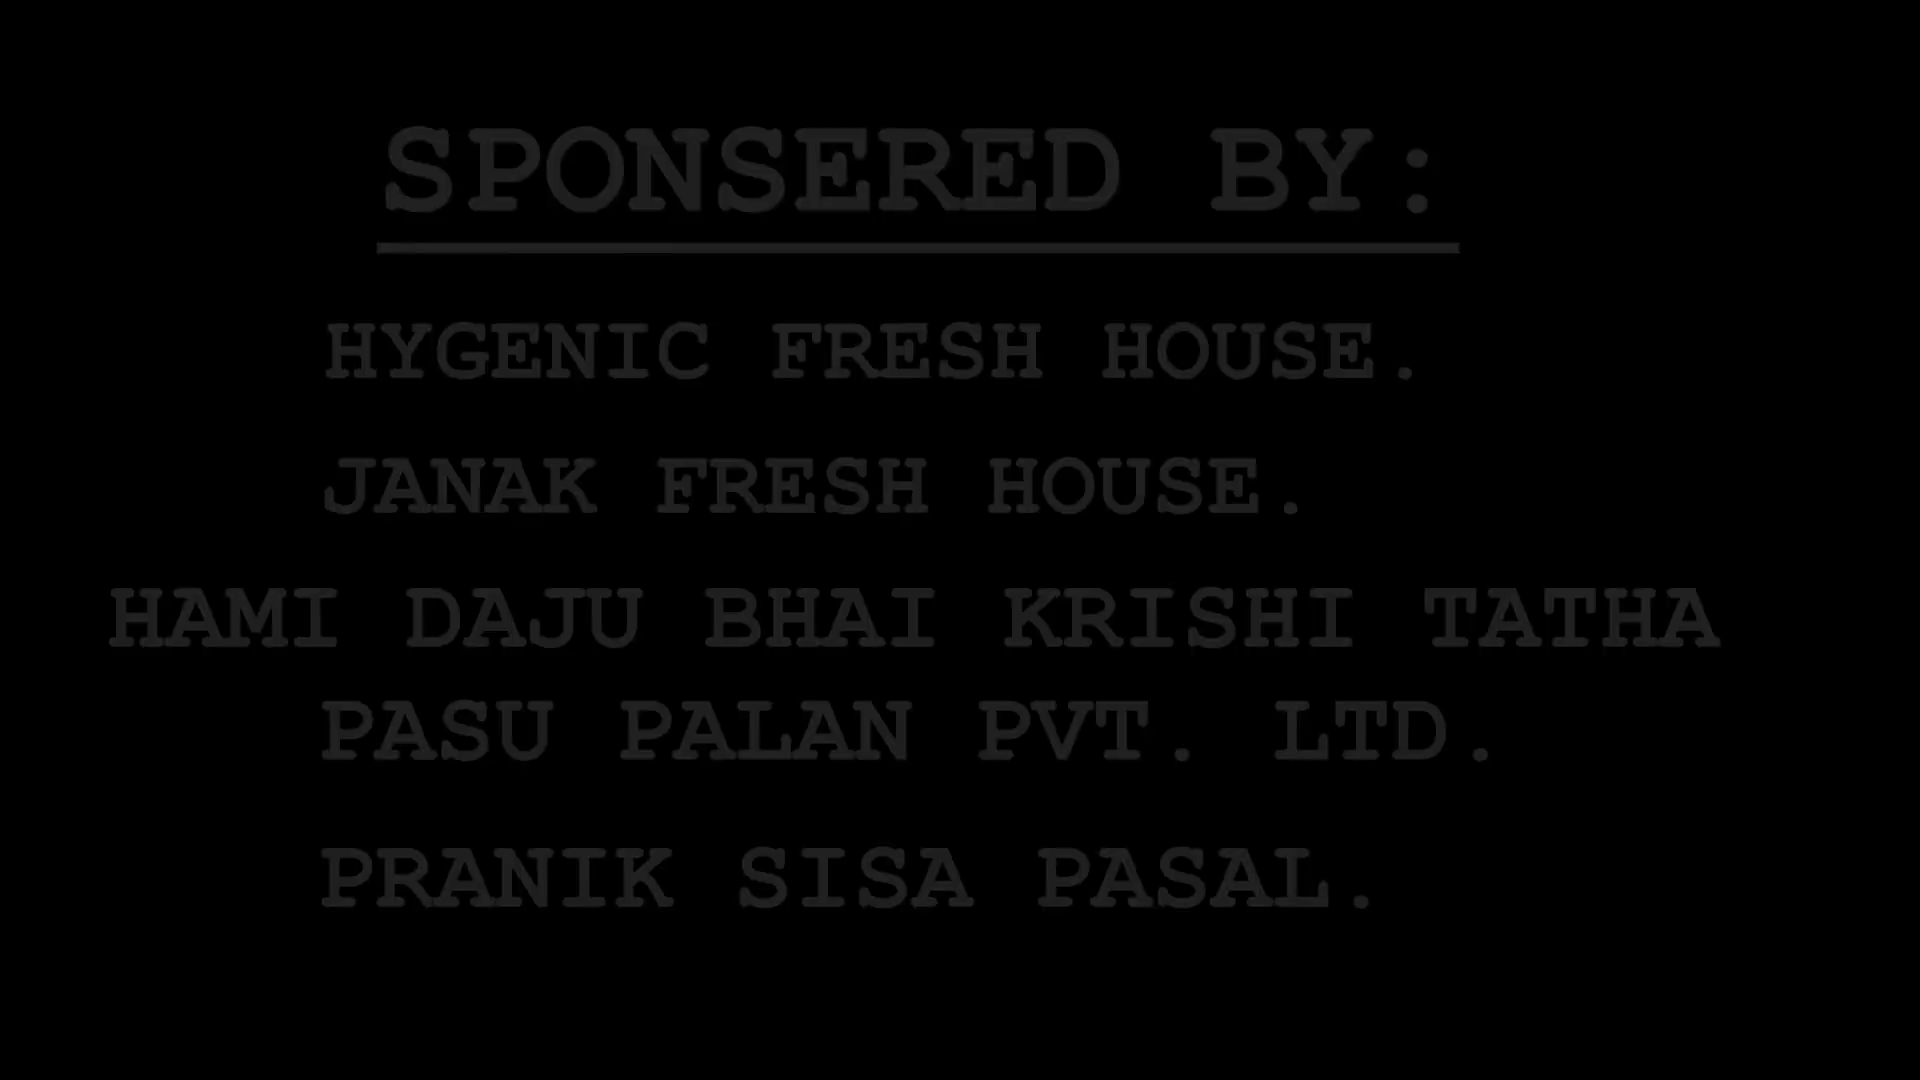 SPONSERED BY:
HYGENIC FRESH HOUSE.
JANAK FRESH HOUSE.
HAMI DAJU BHAI KRISHI TATHA
PASU PALAN PVT. LTD.
PRANIK SISA PASAL.